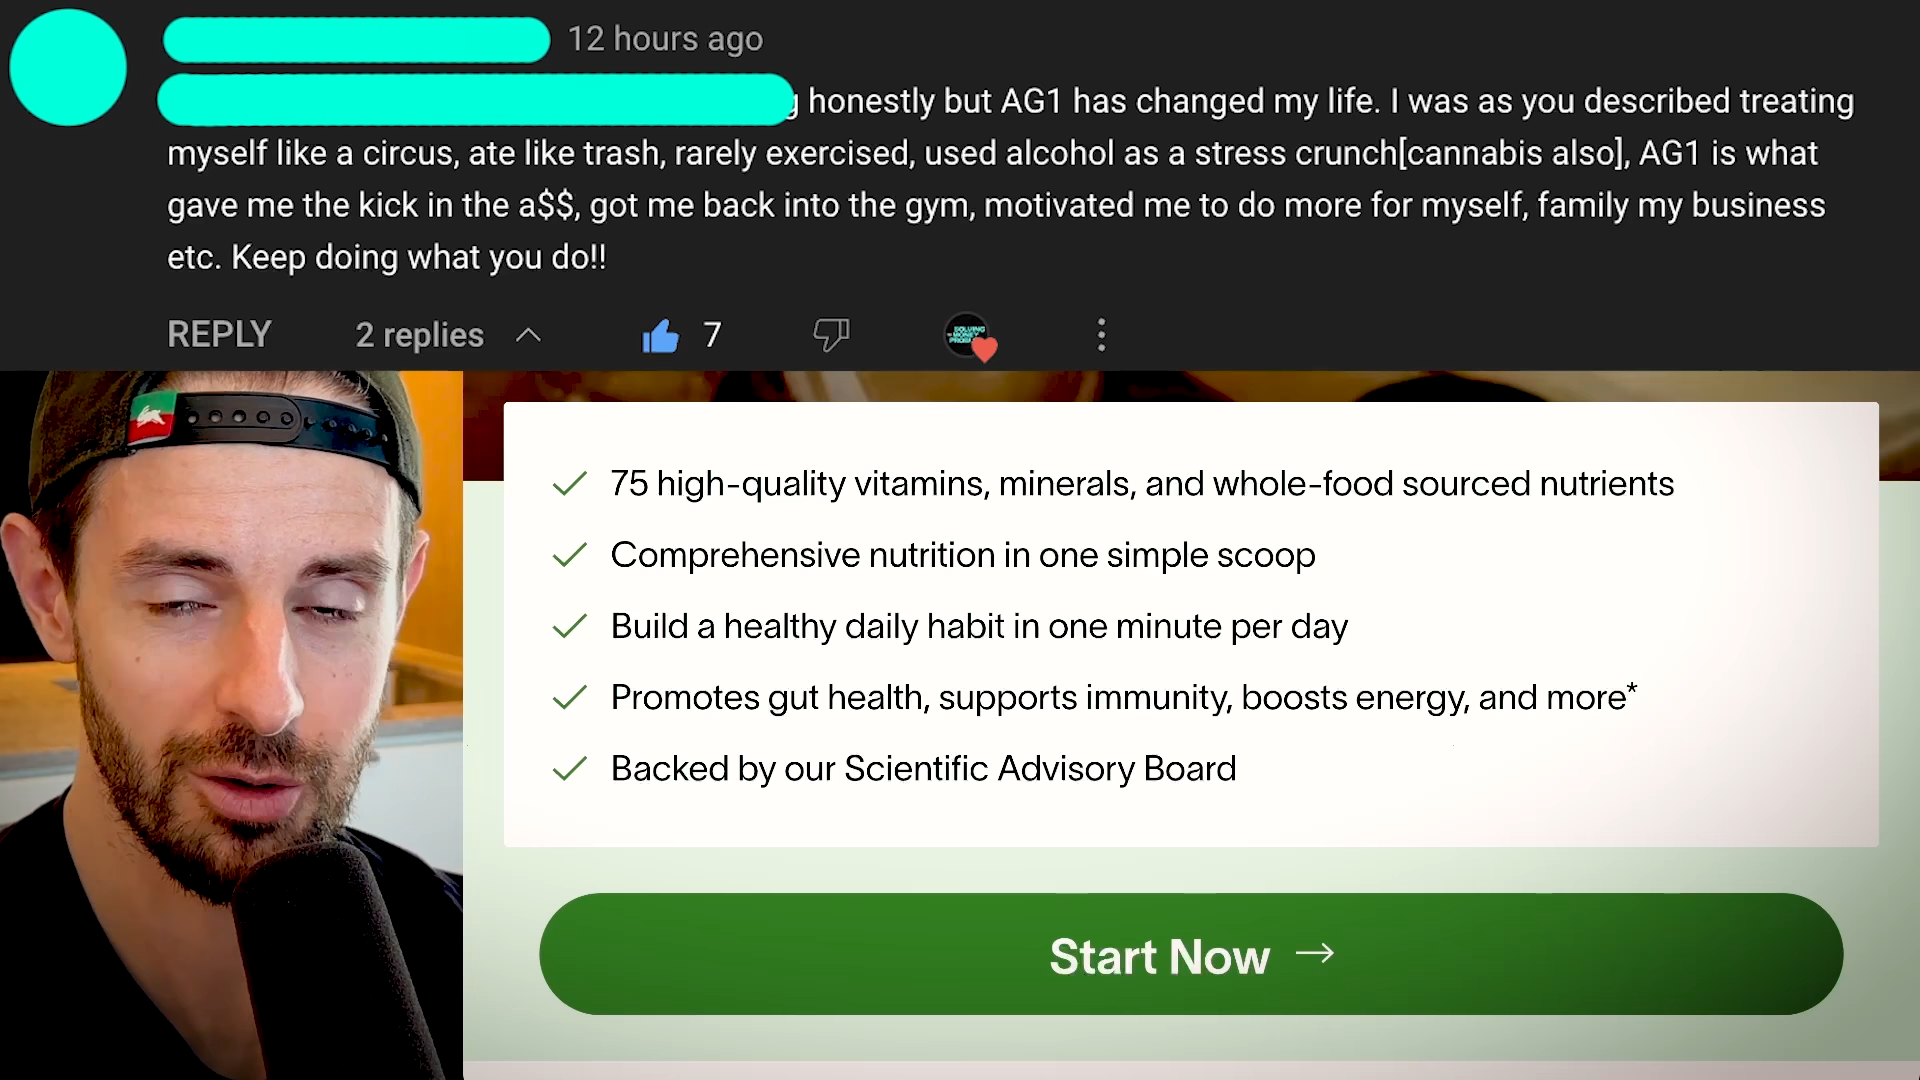 12 hours ago
honestly but AG1 has changed my life. I was as you described treating
myself like a circus, ate like trash, rarely exercised, used alcohol as a stress crunch[cannabis also], AG1 is what
gave me the kick in the a$$, got me back into the gym, motivated me to do more for myself, family my business
etc. Keep doing what you do!!
REPLY 2 replies 7
SOLVING
MONEY
75 high-quality vitamins, minerals, and whole-food sourced nutrients
Comprehensive nutrition in one simple scoop
Build a healthy daily habit in one minute per day
Promotes gut health, supports immunity, boosts energy, and more*
Backed by our Scientific Advisory Board
Start Now →